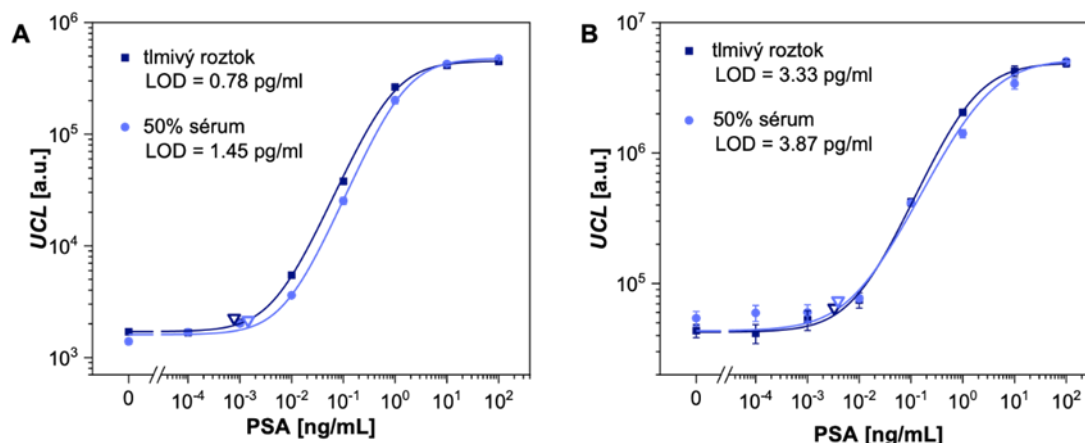 A
tlmivý roztok
LOD = 0.78 pg/ml
50% sérum
LOD = 1.45 pg/ml
UCL [a.u.]
10⁶
10⁵
10⁴
10³
0 10⁻⁴ 10⁻³ 10⁻² 10⁻¹ 10⁰ 10¹ 10²
PSA [ng/mL]
B
tlmivý roztok
LOD = 3.33 pg/ml
50% sérum
LOD = 3.87 pg/ml
UCL [a.u.]
10⁷
10⁶
10⁵
0 10⁻⁴ 10⁻³ 10⁻² 10⁻¹ 10⁰ 10¹ 10²
PSA [ng/mL]